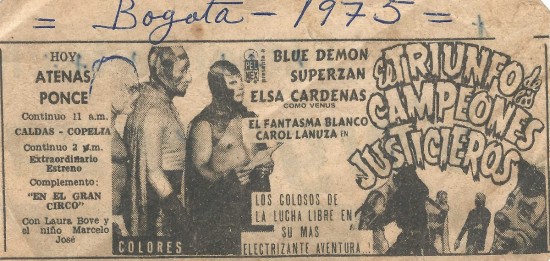 = Bogota - 1975 =
HOY
ATENAS
PONCE
Continuo 11 a.m.
CALDAS - COPELIA
Continuo 2 p.m.
Extraordinario
Estreno
Complemento:
"EN EL GRAN
CIRCO"
Con Laura Bove y
el niño Marcelo
José
COLORES
BLUE DEMON
SUPERZAN
ELSA CARDENAS
COMO VENUS
EL FANTASMA BLANCO
CAROL LANUZA EN
TRIUNFO de
los
CAMPEONES
JUSTICIEROS
LOS COLOSOS DE
LA LUCHA LIBRE EN
SU MAS
ELECTRIZANTE AVENTURA!